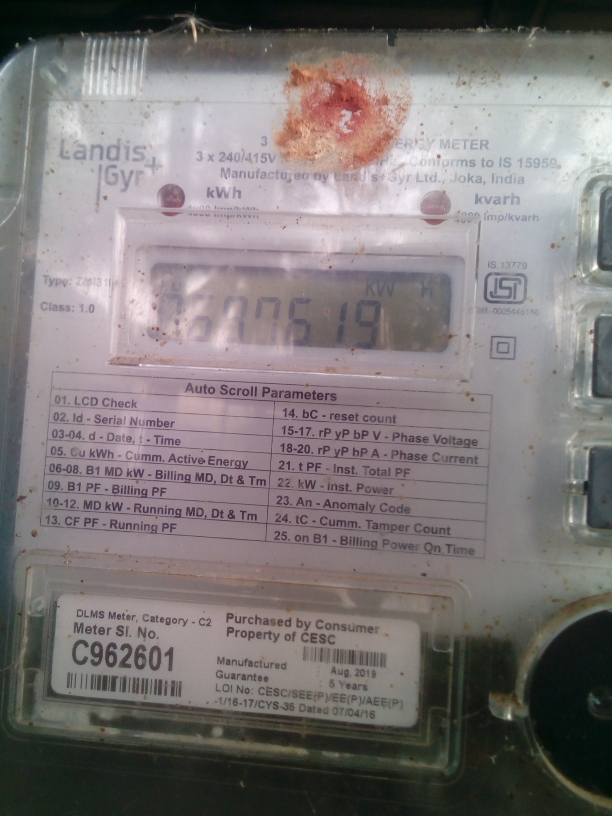 Landis+
Gyr
3
ERGY METER
3 x 240/415V
Conforms to IS 15959
Manufactured by Landis+Gyr Ltd., Joka, India
kWh
kvarh
imp/kvarh
IS 13779
Type:
Class: 1.0
KW H
Auto Scroll Parameters
01. LCD Check
02. Id - Serial Number
03-04. d - Date, t - Time
05. Cu kWh - Cumm. Active Energy
06-08. B1 MD kW - Billing MD, Dt & Tm
09. B1 PF - Billing PF
10-12. MD kW - Running MD, Dt & Tm
13. CF PF - Running PF
14. bC - reset count
15-17. rP yP bP V - Phase Voltage
18-20. rP yP bP A - Phase Current
21. t PF - Inst. Total PF
22. kW - Inst. Power
23. An - Anomaly Code
24. tC - Cumm. Tamper Count
25. on B1 - Billing Power On Time
DLMS Meter, Category - C2
Meter Sl. No.
C962601
Purchased by Consumer
Property of CESC
Manufactured Aug, 2019
Guarantee 5 Years
LOI No: CESC/SEE(P)/EE(P)/AEE(P)
-1/16-17/CYS-35 Dated 07/04/16